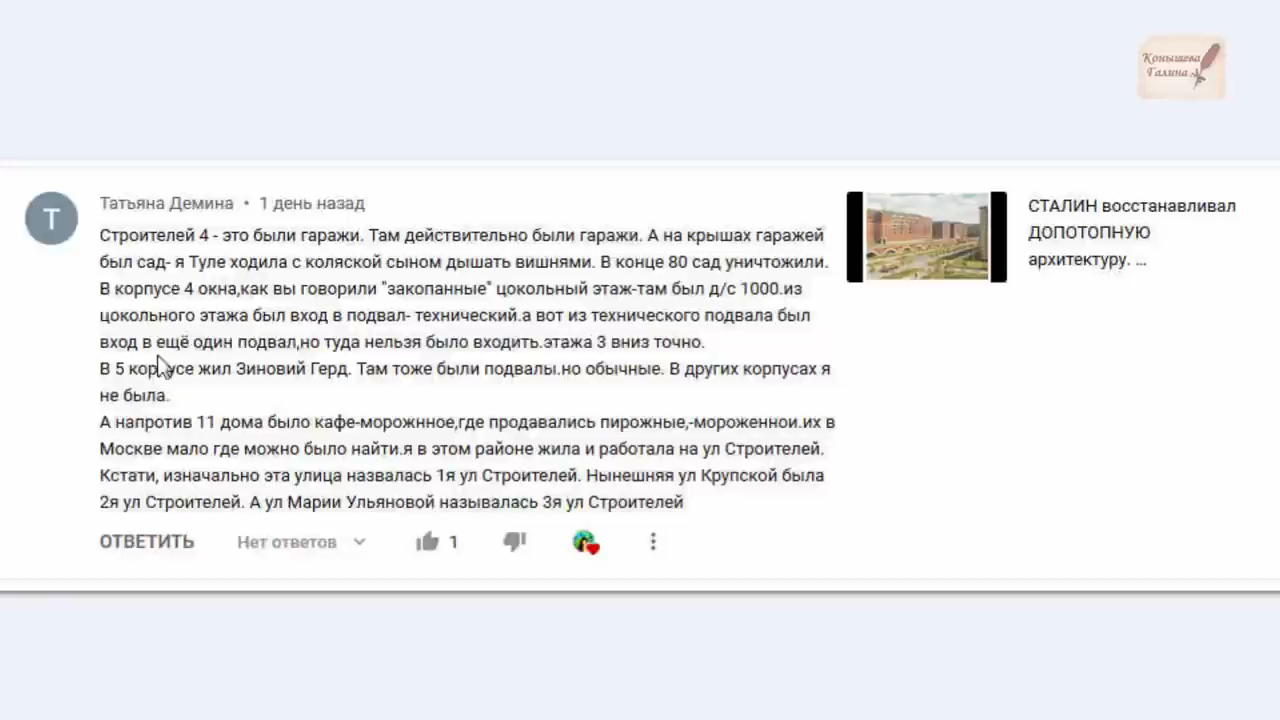 Конышева
Галина
Т
Татьяна Демина • 1 день назад
Строителей 4 - это были гаражи. Там действительно были гаражи. А на крышах гаражей
был сад- я Туле ходила с коляской сыном дышать вишнями. В конце 80 сад уничтожили.
В корпусе 4 окна,как вы говорили "закопанные" цокольный этаж-там был д/с 1000.из
цокольного этажа был вход в подвал- технический.а вот из технического подвала был
вход в ещё один подвал,но туда нельзя было входить.этажа 3 вниз точно.
В 5 корпусе жил Зиновий Герд. Там тоже были подвалы.но обычные. В других корпусах я
не была.
А напротив 11 дома было кафе-морожнное,где продавались пирожные,-мороженнои.их в
Москве мало где можно было найти.я в этом районе жила и работала на ул Строителей.
Кстати, изначально эта улица назвалась 1я ул Строителей. Нынешняя ул Крупской была
2я ул Строителей. А ул Марии Ульяновой называлась 3я ул Строителей
ОТВЕТИТЬ Нет ответов 1
СТАЛИН восстанавливал
ДОПОТОПНУЮ
архитектуру. ...